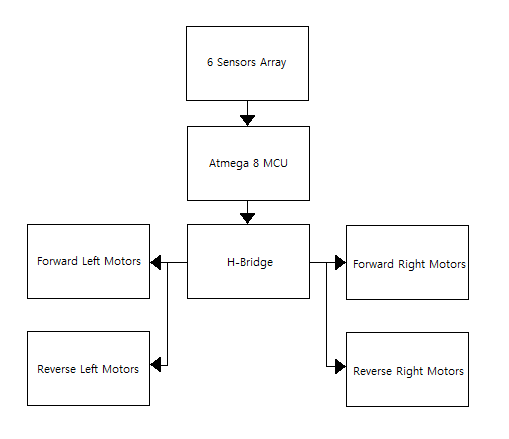 6 Sensors Array
Atmega 8 MCU
Forward Left Motors
H-Bridge
Forward Right Motors
Reverse Left Motors
Reverse Right Motors